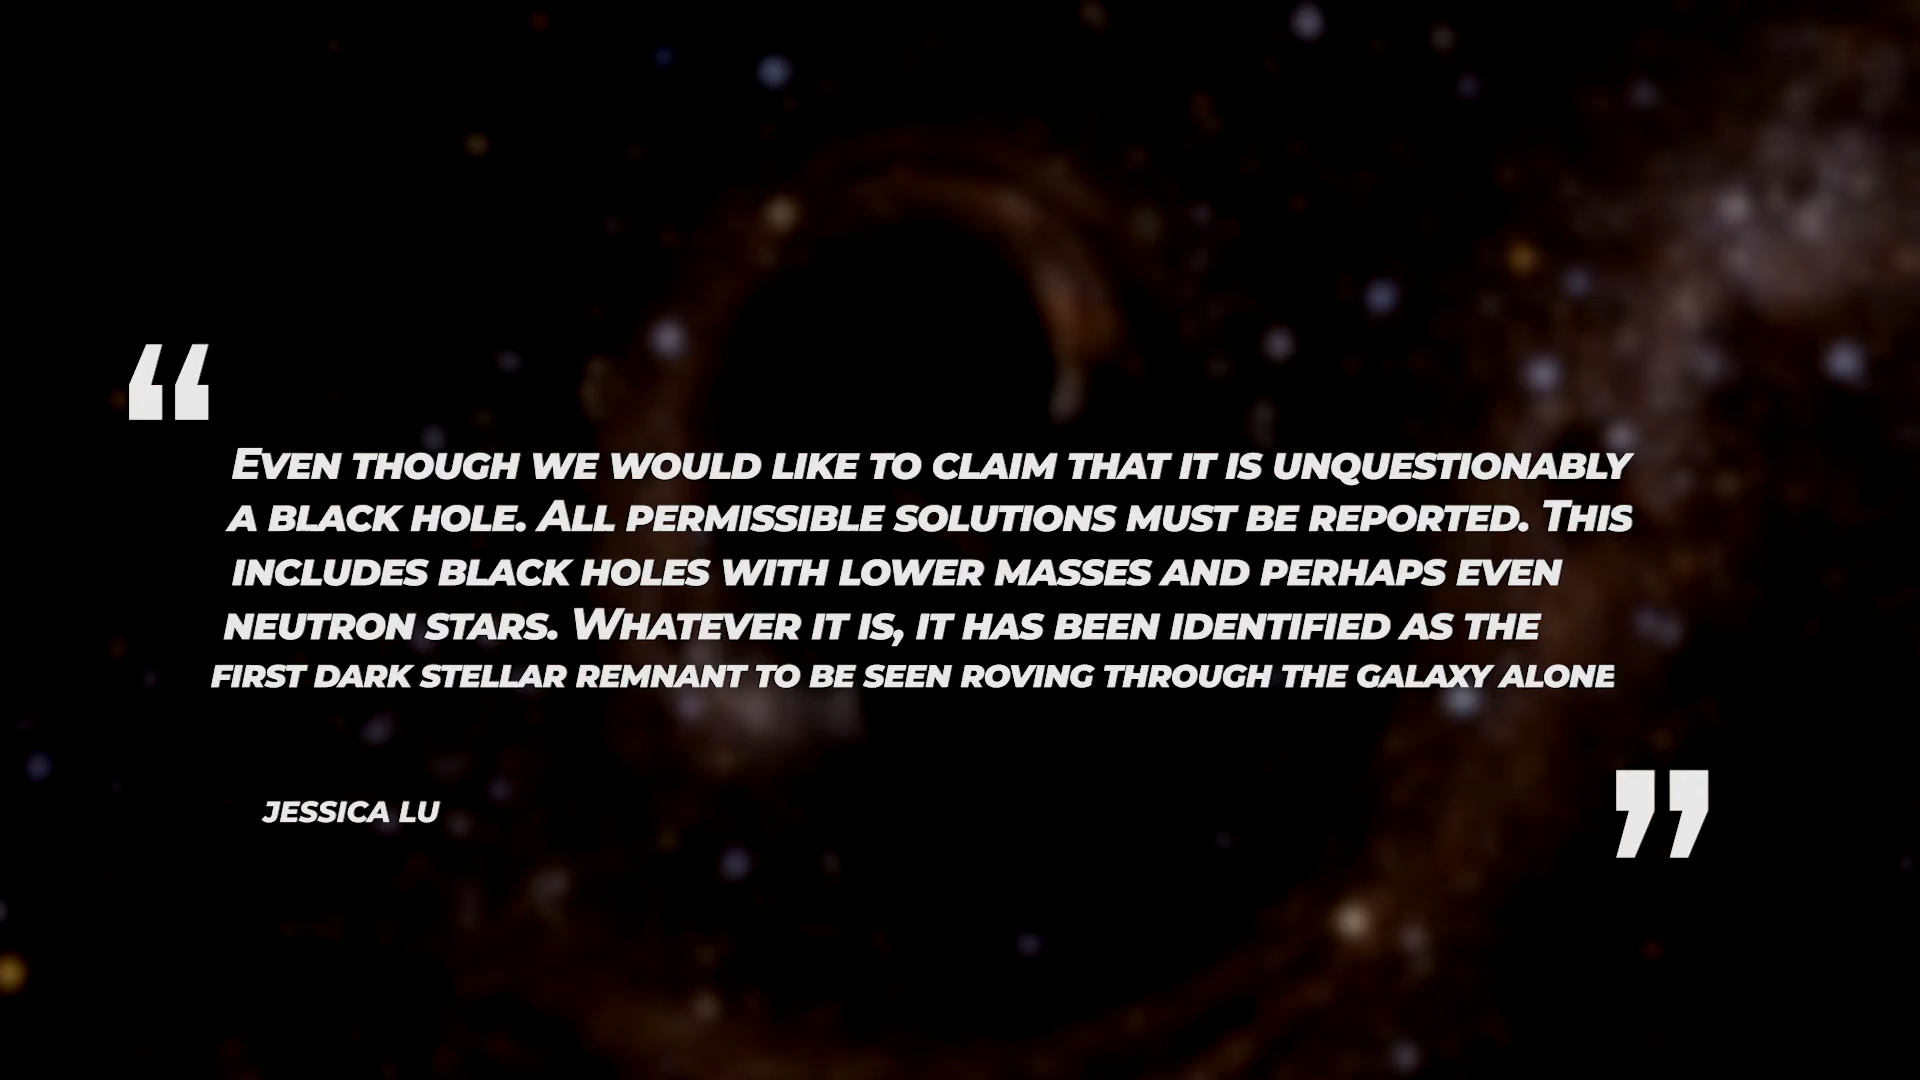 “
Even though we would like to claim that it is unquestionably
a black hole. All permissible solutions must be reported. This
includes black holes with lower masses and perhaps even
neutron stars. Whatever it is, it has been identified as the
first dark stellar remnant to be seen roving through the galaxy alone
”
Jessica Lu